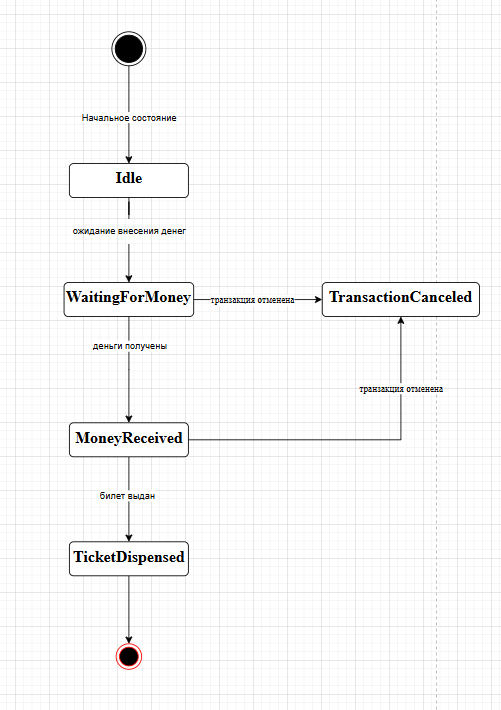 Начальное состояние
Idle
ожидание внесения денег
WaitingForMoney
транзакция отменена
TransactionCanceled
деньги получены
транзакция отменена
MoneyReceived
билет выдан
TicketDispensed